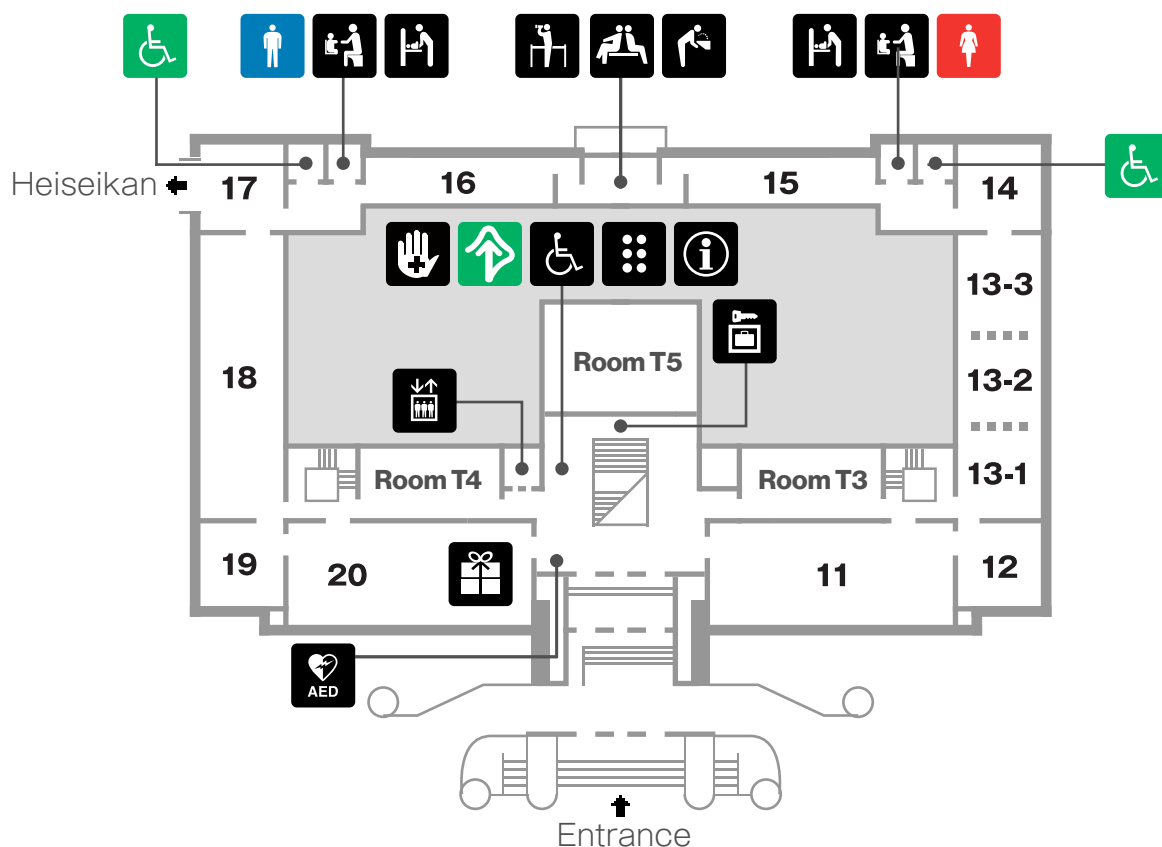 Heiseikan
17
16
15
14
13-3
Room T5
18
13-2
Room T4
Room T3
13-1
19
20
11
12
AED
Entrance